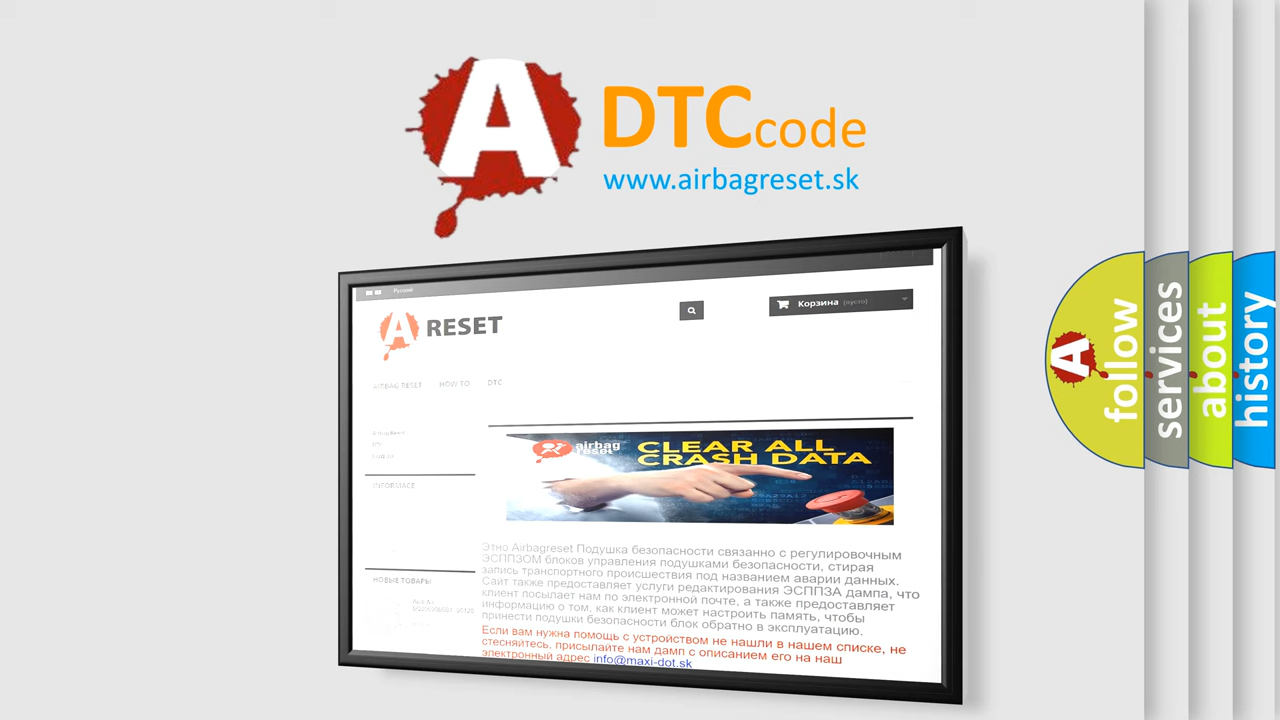 A
DTC code
www.airbagreset.sk
Русский
A RESET
Корзина (пусто)
AIRBAG RESET HOW TO DTC
INFORMACE
airbag
reset
CLEAR ALL
CRASH DATA
Этно Airbagreset Подушка безопасности связанно с регулировочным
ЭСППЗОМ блоков управления подушками безопасности, стирая
запись транспортного происшествия под названием аварии данных.
Сайт также предоставляет услуги редактирования ЭСППЗА дампа, что
клиент посылает нам по электронной почте, а также предоставляет
информацию о том, как клиент может настроить память, чтобы
принести подушки безопасности блок обратно в эксплуатацию.
Если вам нужна помощь с устройством не нашли в нашем списке, не
стесняйтесь, присылайте нам дамп с описанием его на наш
электронный адрес info@maxi-dot.sk
НОВЫЕ ТОВАРЫ
A
follow
services
about
history